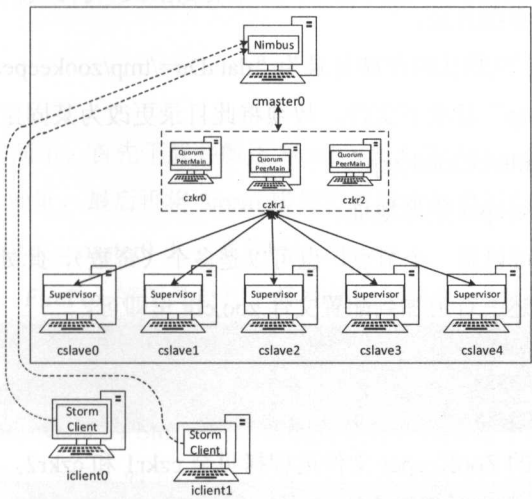 Nimbus
cmaster0
Quorum
PeerMain
czkr0
Quorum
PeerMain
czkr1
Quorum
PeerMain
czkr2
Supervisor
cslave0
Supervisor
cslave1
Supervisor
cslave2
Supervisor
cslave3
Supervisor
cslave4
Storm
Client
iclient0
Storm
Client
iclient1